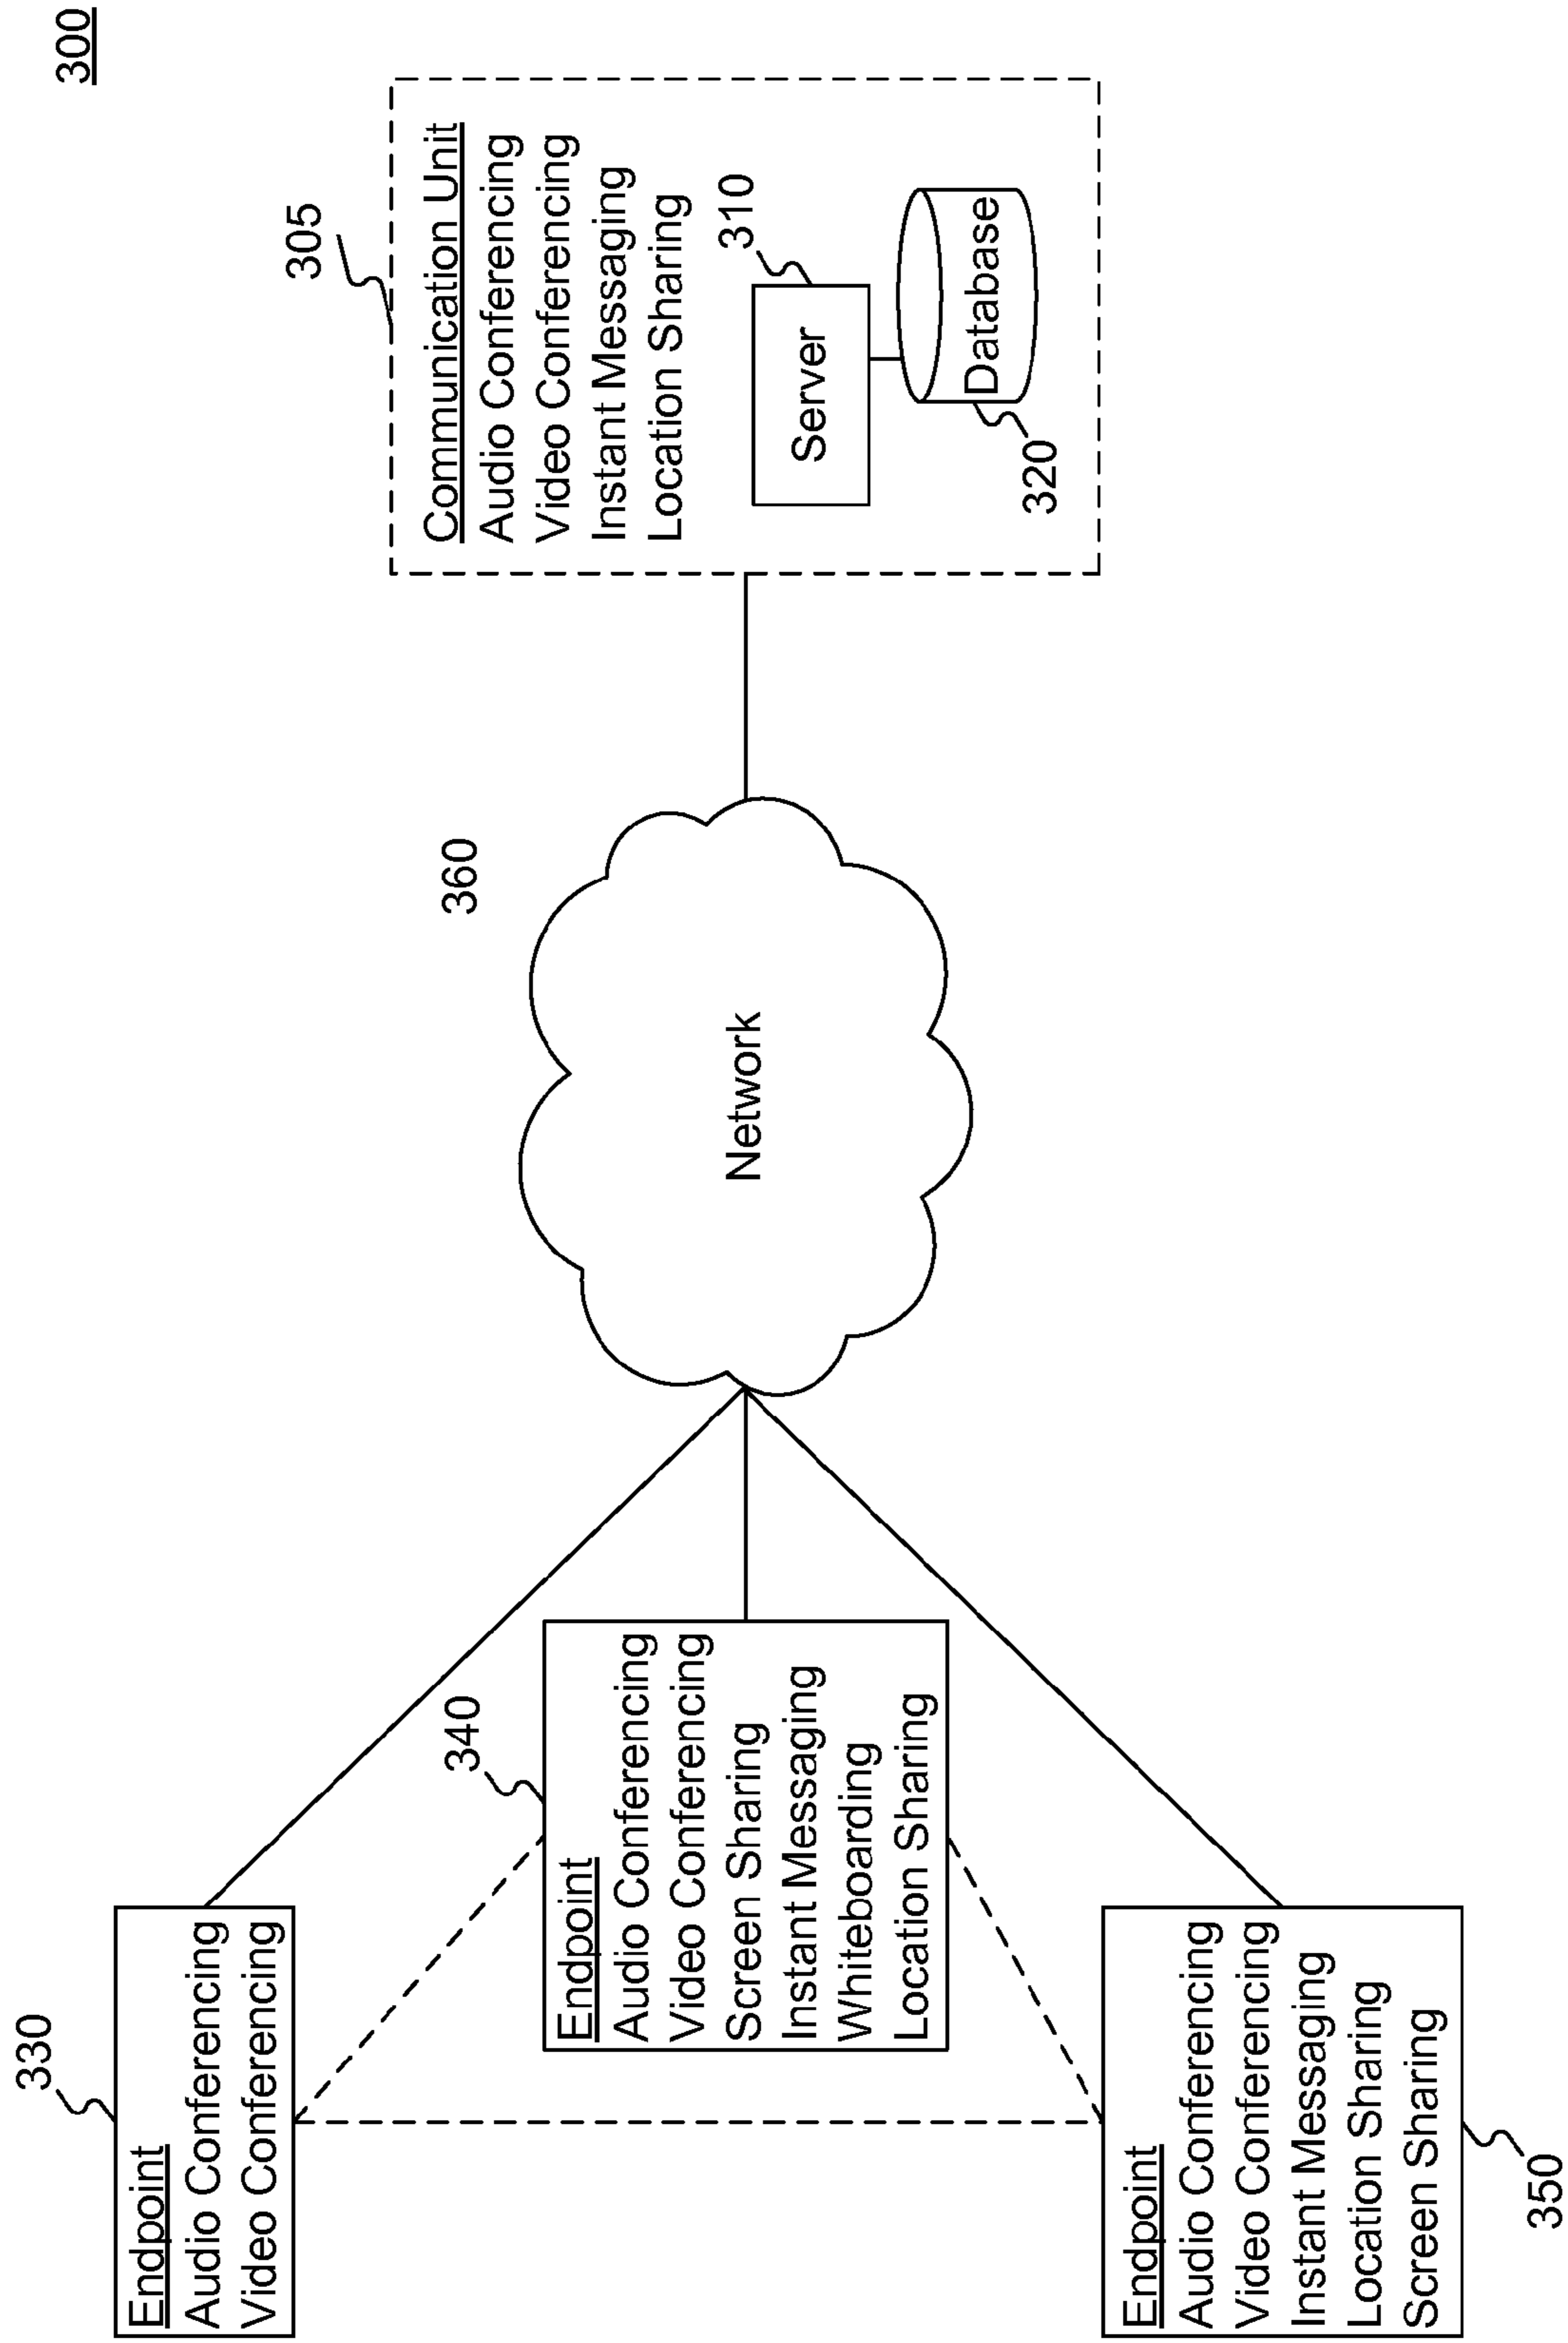 300
330
Endpoint
Audio Conferencing
Video Conferencing
340
Endpoint
Audio Conferencing
Video Conferencing
Screen Sharing
Instant Messaging
Whiteboarding
Location Sharing
Endpoint
Audio Conferencing
Video Conferencing
Instant Messaging
Location Sharing
Screen Sharing
350
360
Network
305
Communication Unit
Audio Conferencing
Video Conferencing
Instant Messaging
Location Sharing
310
Server
Database
320